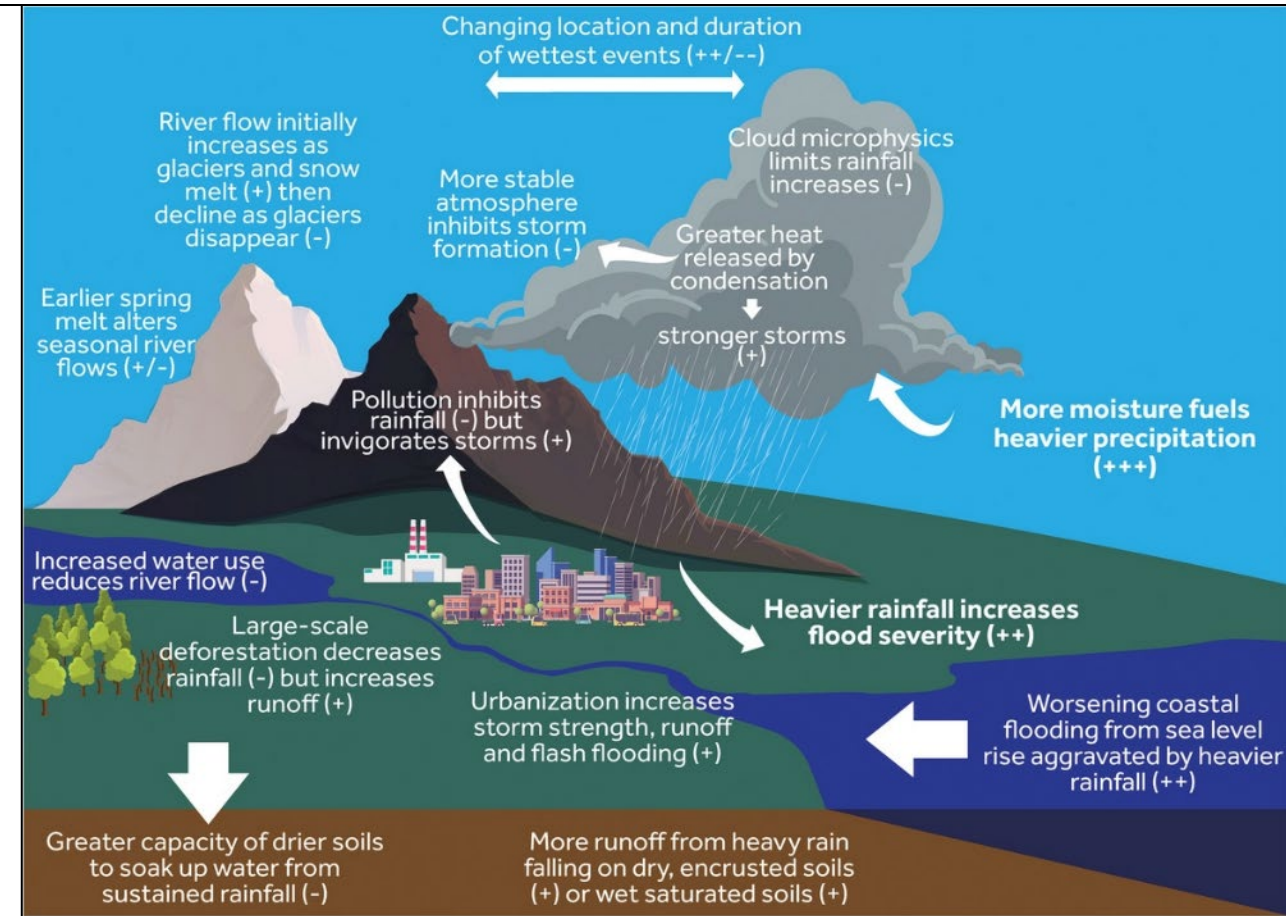 Changing location and duration
of wettest events (++/--)
River flow initially
increases as
glaciers and snow
melt (+) then
decline as glaciers
disappear (-)
Cloud microphysics
limits rainfall
increases (-)
More stable
atmosphere
inhibits storm
formation (-)
Greater heat
released by
condensation
stronger storms
(+)
Earlier spring
melt alters
seasonal river
flows (+/-)
Pollution inhibits
rainfall (-) but
invigorates storms (+)
More moisture fuels
heavier precipitation
(+++)
Increased water use
reduces river flow (-)
Heavier rainfall increases
flood severity (++)
Large-scale
deforestation decreases
rainfall (-) but increases
runoff (+)
Urbanization increases
storm strength, runoff
and flash flooding (+)
Worsening coastal
flooding from sea level
rise aggravated by heavier
rainfall (++)
Greater capacity of drier soils
to soak up water from
sustained rainfall (-)
More runoff from heavy rain
falling on dry, encrusted soils
(+) or wet saturated soils (+)